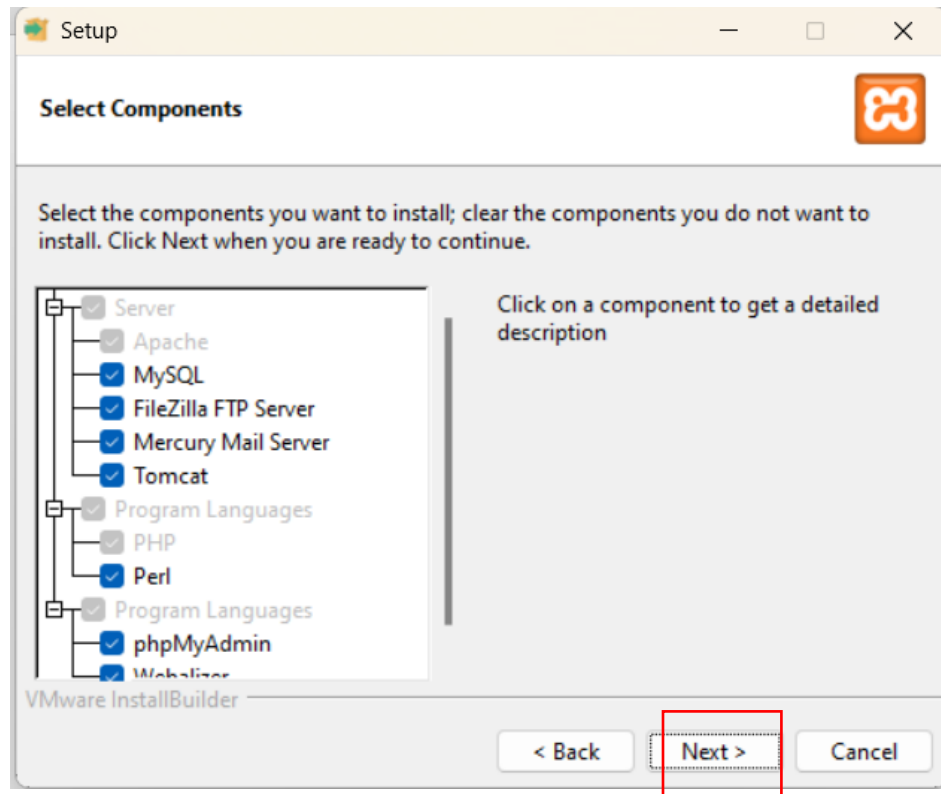 Setup
Select Components
Select the components you want to install; clear the components you do not want to
install. Click Next when you are ready to continue.
Server
Apache
MySQL
FileZilla FTP Server
Mercury Mail Server
Tomcat
Program Languages
PHP
Perl
Program Languages
phpMyAdmin
Webalizer
Click on a component to get a detailed
description
VMware InstallBuilder
< Back
Next >
Cancel